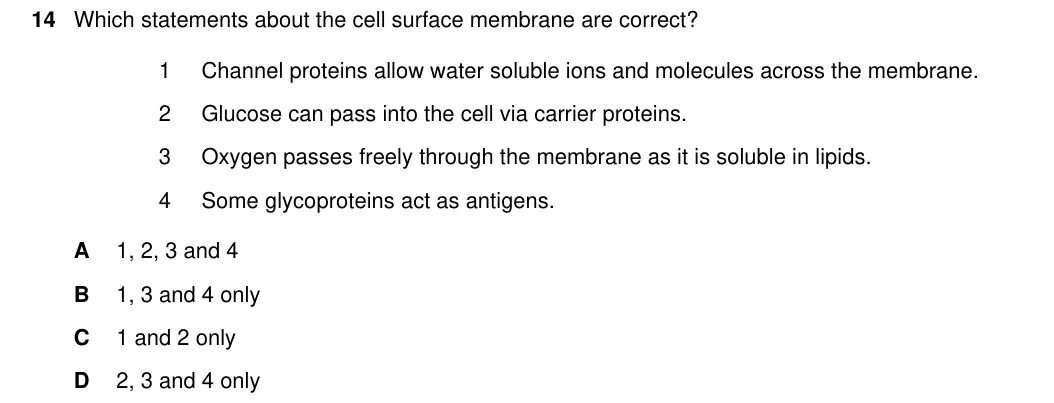 14 Which statements about the cell surface membrane are correct?
1 Channel proteins allow water soluble ions and molecules across the membrane.
2 Glucose can pass into the cell via carrier proteins.
3 Oxygen passes freely through the membrane as it is soluble in lipids.
4 Some glycoproteins act as antigens.
A 1, 2, 3 and 4
B 1, 3 and 4 only
C 1 and 2 only
D 2, 3 and 4 only